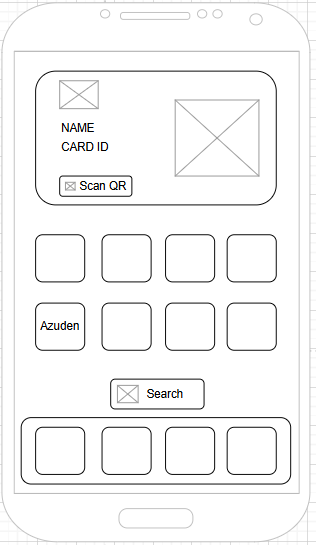 NAME
CARD ID
Scan QR
Azuden
Search